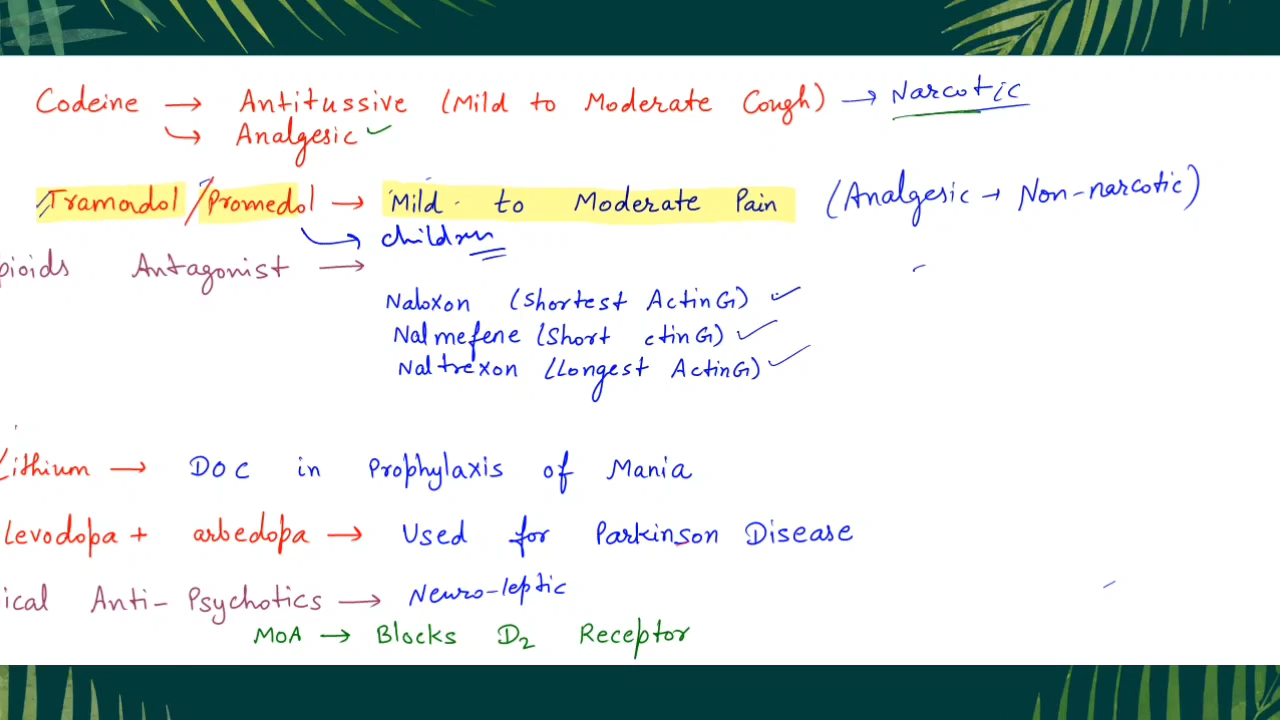 Codeine → Antitussive (Mild to Moderate Cough) → Narcotic
↳ Analgesic ✓
Tramadol / Promedol → Mild to Moderate Pain (Analgesic → Non-narcotic)
↳ children
pioids Antagonist →
Naloxon (Shortest ActinG) ✓
Nalmefene (Short ctinG) ✓
Naltrexon (Longest ActinG) ✓
Lithium → DOC in Prophylaxis of Mania
Levodopa + arbedopa → Used for Parkinson Disease
ical Anti-Psychotics → Neuro-leptic
MOA → Blocks D2 Receptor